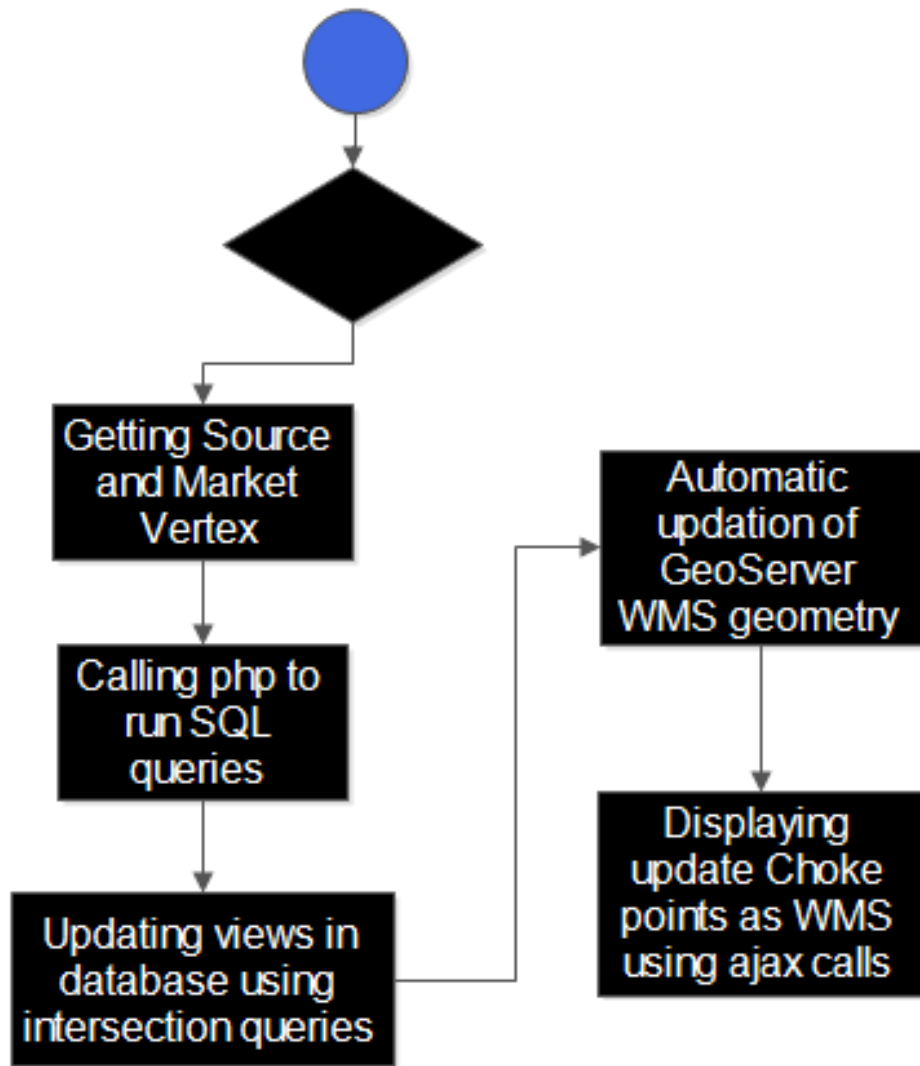 Getting Source
and Market
Vertex
Calling php to
run SQL
queries
Updating views in
database using
intersection queries
Automatic
updation of
GeoServer
WMS geometry
Displaying
update Choke
points as WMS
using ajax calls